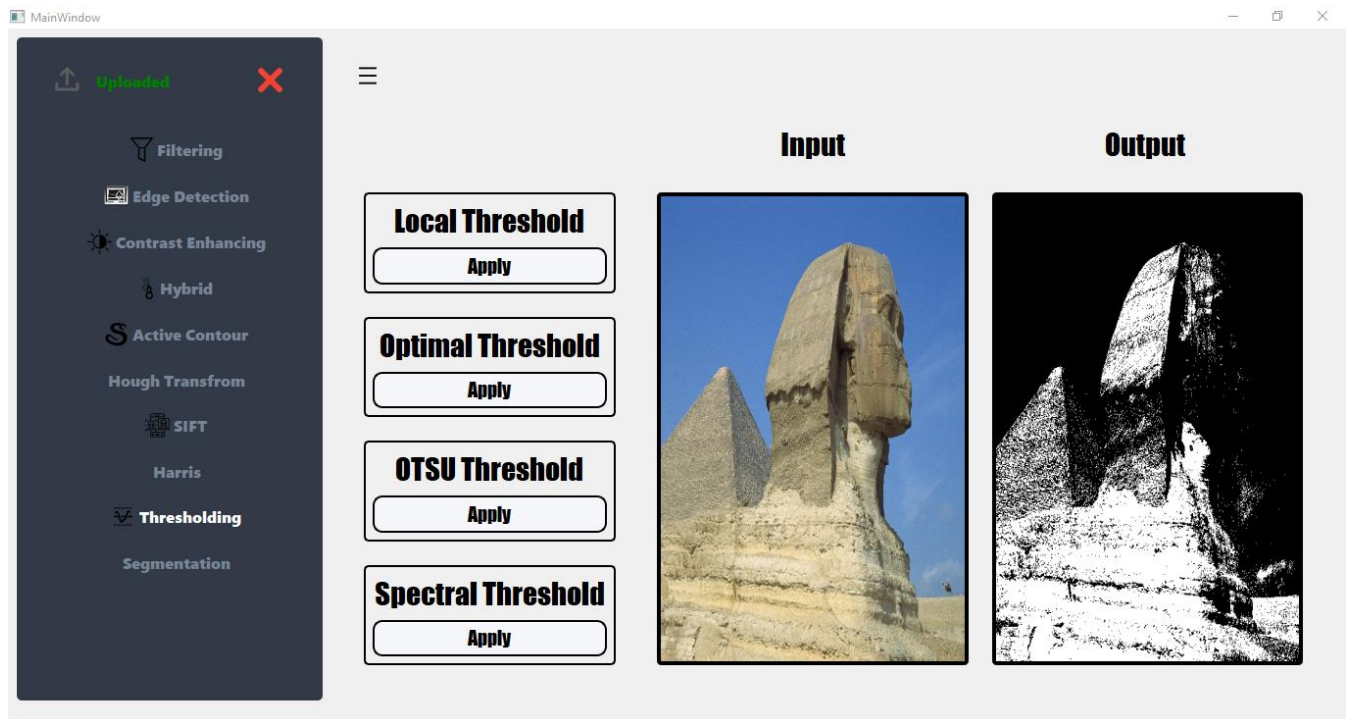 MainWindow
Uploaded
Filtering
Edge Detection
Contrast Enhancing
Hybrid
Active Contour
Hough Transfrom
SIFT
Harris
Thresholding
Segmentation
Local Threshold
Apply
Optimal Threshold
Apply
OTSU Threshold
Apply
Spectral Threshold
Apply
Input
Output